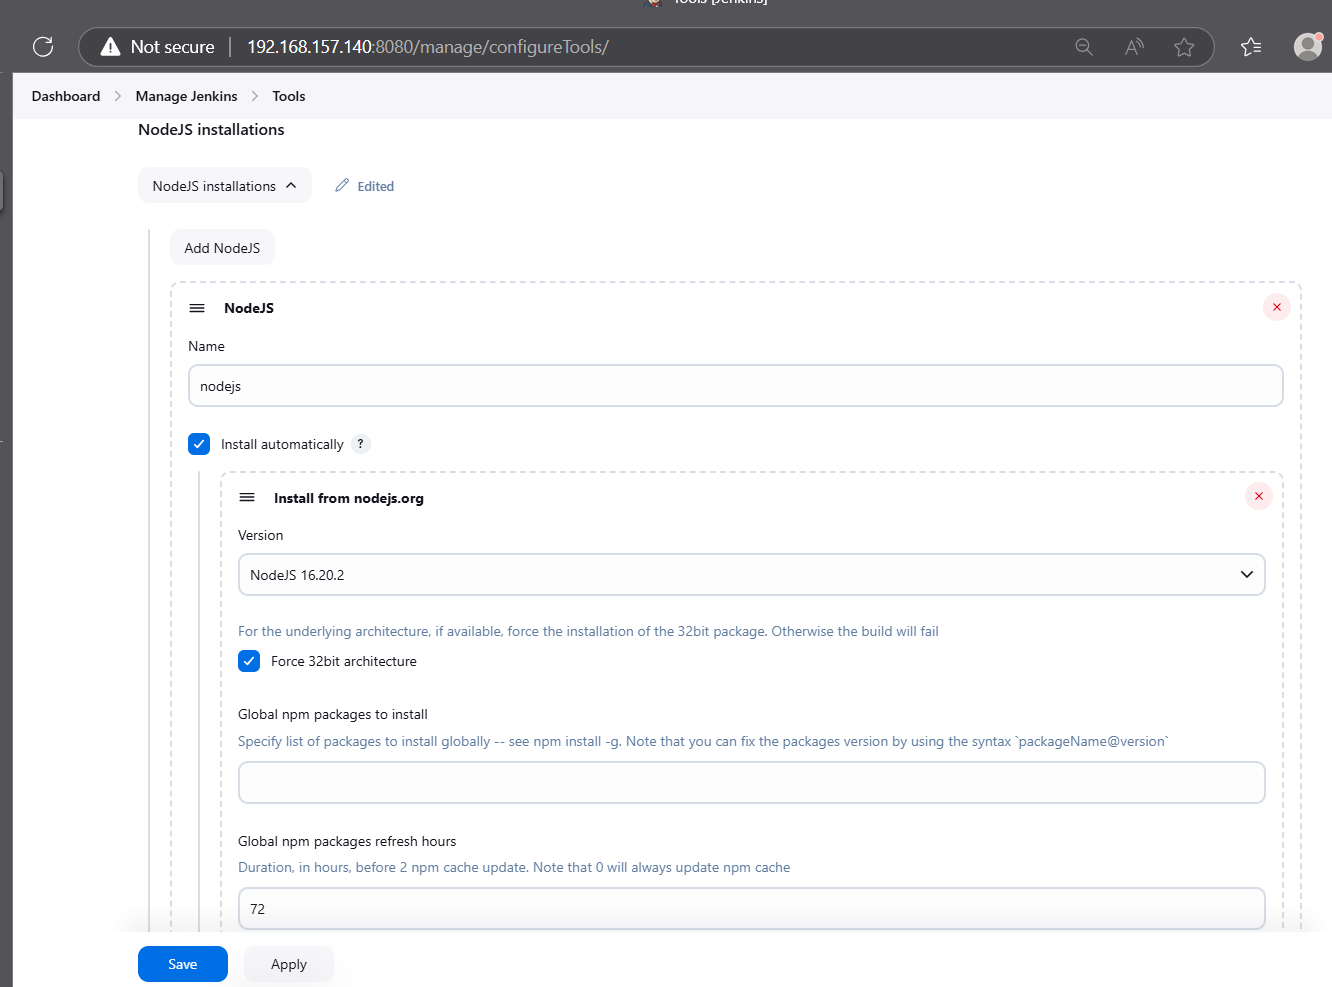 Tools [Jenkins]
Not secure | 192.168.157.140:8080/manage/configureTools/
Dashboard > Manage Jenkins > Tools
NodeJS installations
NodeJS installations Edited
Add NodeJS
NodeJS
Name
nodejs
Install automatically ?
Install from nodejs.org
Version
NodeJS 16.20.2
For the underlying architecture, if available, force the installation of the 32bit package. Otherwise the build will fail
Force 32bit architecture
Global npm packages to install
Specify list of packages to install globally -- see npm install -g. Note that you can fix the packages version by using the syntax `packageName@version`
Global npm packages refresh hours
Duration, in hours, before 2 npm cache update. Note that 0 will always update npm cache
72
Save Apply